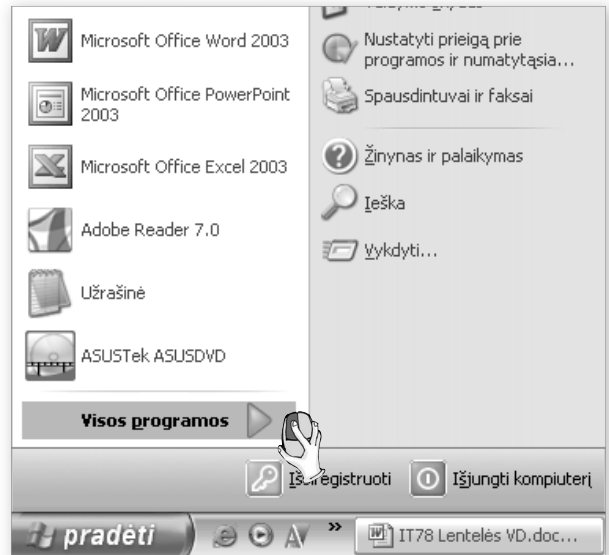 Microsoft Office Word 2003
Microsoft Office PowerPoint
2003
Microsoft Office Excel 2003
Adobe Reader 7.0
Užrašinė
ASUSTek ASUSDVD
Visos programos
Nustatyti prieigą prie
programos ir numatytąsia...
Spausdintuvai ir faksai
Žinynas ir palaikymas
Ieška
Vykdyti...
Išsiregistruoti
Išjungti kompiuterį
pradėti
»
IT78 Lentelės VD.doc...